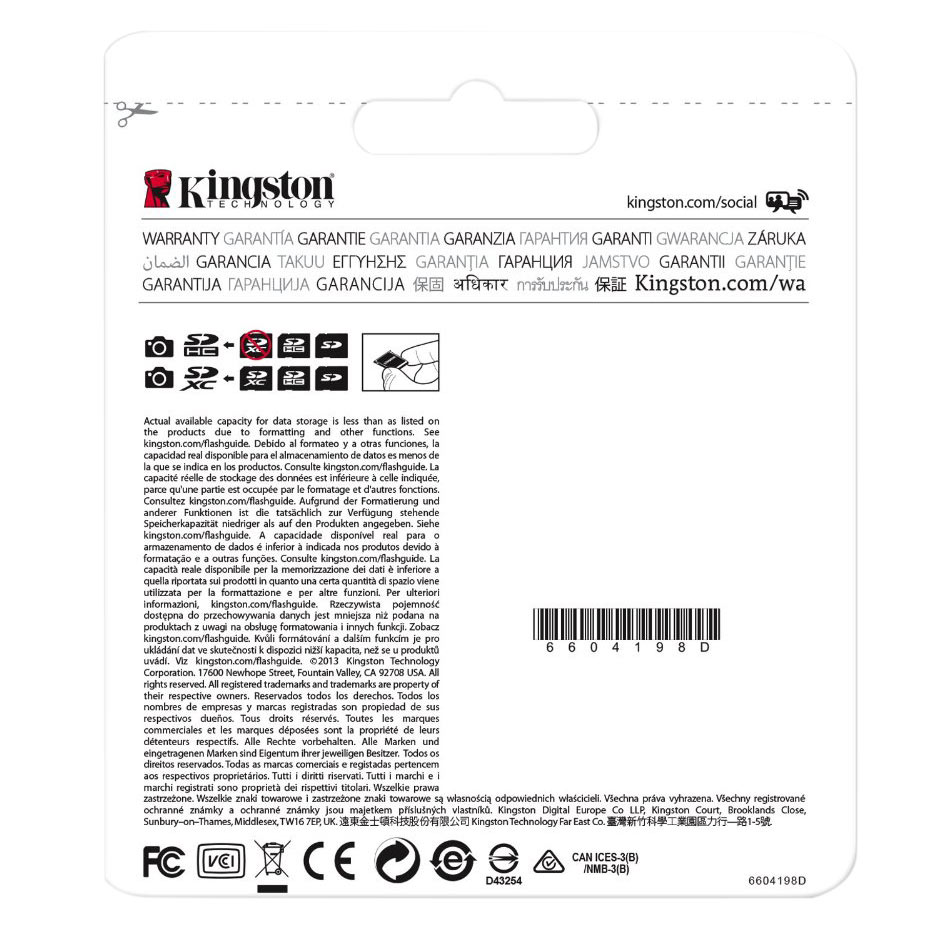 Kingston
TECHNOLOGY
kingston.com/social
WARRANTY GARANTÍA GARANTIE GARANTIA GARANZIA ГАРАНТИЯ GARANTI GWARANCJA ZÁRUKA
الضمان GARANCIA TAKUU ΕΓΓΥΗΣΗΣ GARANŢIA ГАРАНЦИЯ JAMSTVO GARANTII GARANŢIE
GARANTIJA ГАРАНЦИЈА GARANCIJA 保固 अधिकार การรับประกัน 保証 Kingston.com/wa
SDHC SDXC SDHC SD
SDXC SDXC SDHC SD
Actual available capacity for data storage is less than as listed on
the products due to formatting and other functions. See
kingston.com/flashguide. Debido al formateo y a otras funciones, la
capacidad real disponible para el almacenamiento de datos es menos de
la que se indica en los productos. Consulte kingston.com/flashguide. La
capacité réelle de stockage des données est inférieure à celle indiquée,
parce qu'une partie est occupée par le formatage et d'autres fonctions.
Consultez kingston.com/flashguide. Aufgrund der Formatierung und
anderer Funktionen ist die tatsächlich zur Verfügung stehende
Speicherkapazität niedriger als auf den Produkten angegeben. Siehe
kingston.com/flashguide. A capacidade disponível real para o
armazenamento de dados é inferior à indicada nos produtos devido à
formatação e a outras funções. Consulte kingston.com/flashguide. La
capacità reale disponibile per la memorizzazione dei dati è inferiore a
quella riportata sui prodotti in quanto una certa quantità di spazio viene
utilizzata per la formattazione e per altre funzioni. Per ulteriori
informazioni, kingston.com/flashguide. Rzeczywista pojemność
dostępna do przechowywania danych jest mniejsza niż podana na
produktach z uwagi na obsługę formatowania i innych funkcji. Zobacz
kingston.com/flashguide. Kvůli formátování a dalším funkcím je pro
ukládání dat ve skutečnosti k dispozici nižší kapacita, než se u produktů
uvádí. Viz kingston.com/flashguide. ©2013 Kingston Technology
Corporation. 17600 Newhope Street, Fountain Valley, CA 92708 USA. All
rights reserved. All registered trademarks and trademarks are property of
their respective owners. Reservados todos los derechos. Todos los
nombres de empresas y marcas registradas son propiedad de sus
respectivos dueños. Tous droits réservés. Toutes les marques
commerciales et les marques déposées sont la propriété de leurs
détenteurs respectifs. Alle Rechte vorbehalten. Alle Marken und
eingetragenen Marken sind Eigentum ihrer jeweiligen Besitzer. Todos os
direitos reservados. Todas as marcas comerciais e registadas pertencem
aos respectivos proprietários. Tutti i diritti riservati. Tutti i marchi e i
marchi registrati sono proprietà dei rispettivi titolari. Wszelkie prawa
zastrzeżone. Wszelkie znaki towarowe i zastrzeżone znaki towarowe są własnością odpowiednich właścicieli. Všechna práva vyhrazena. Všechny registrované
ochranné známky a ochranné známky jsou majetkem příslušných vlastníků. Kingston Digital Europe Co LLP, Kingston Court, Brooklands Close,
Sunbury-on-Thames, Middlesex, TW16 7EP, UK. 遠東金士頓科技股份有限公司 Kingston Technology Far East Co. 臺灣新竹科學工業園區力行一路1-5號.
6604198D
FC VCI CE e D43254 CAN ICES-3(B)
/NMB-3(B)
6604198D